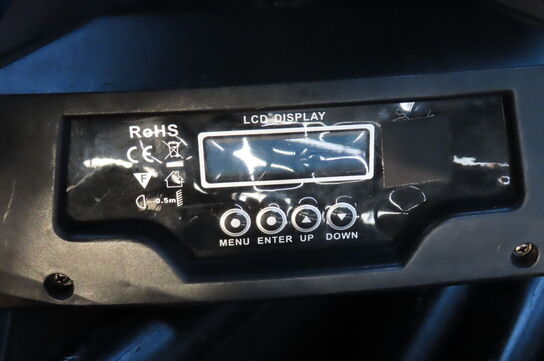 LCD DISPLAY
RoHS
CE
F
0.5m
MENU ENTER UP DOWN